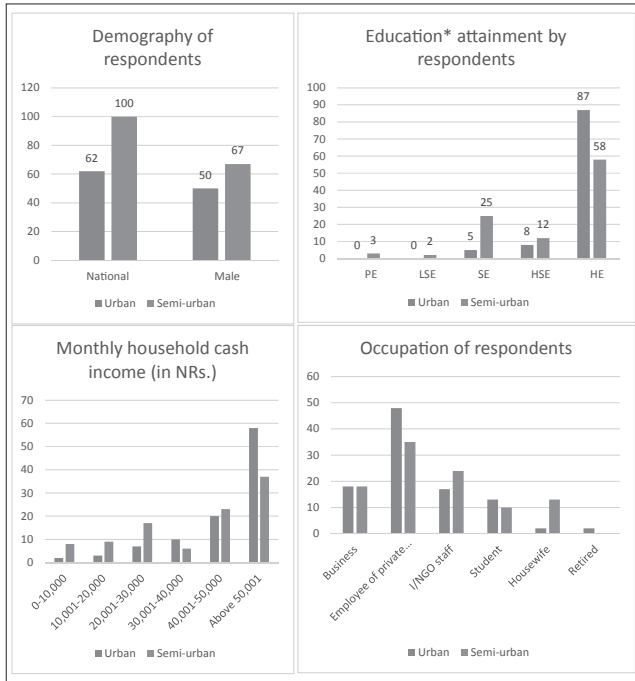 Demography of
respondents
120
100
80
60
40
20
0
62
100
50
67
National
Male
Urban
Semi-urban
Education* attainment by
respondents
100
90
80
70
60
50
40
30
20
10
0
0
3
0
2
5
25
8
12
87
58
PE
LSE
SE
HSE
HE
Urban
Semi-urban
Monthly household cash
income (in NRs.)
70
60
50
40
30
20
10
0
0-10,000
10,001-20,000
20,001-30,000
30,001-40,000
40,001-50,000
Above 50,001
Urban
Semi-urban
Occupation of respondents
60
50
40
30
20
10
0
Business
Employee of private...
I/NGO staff
Student
Housewife
Retired
Urban
Semi-urban